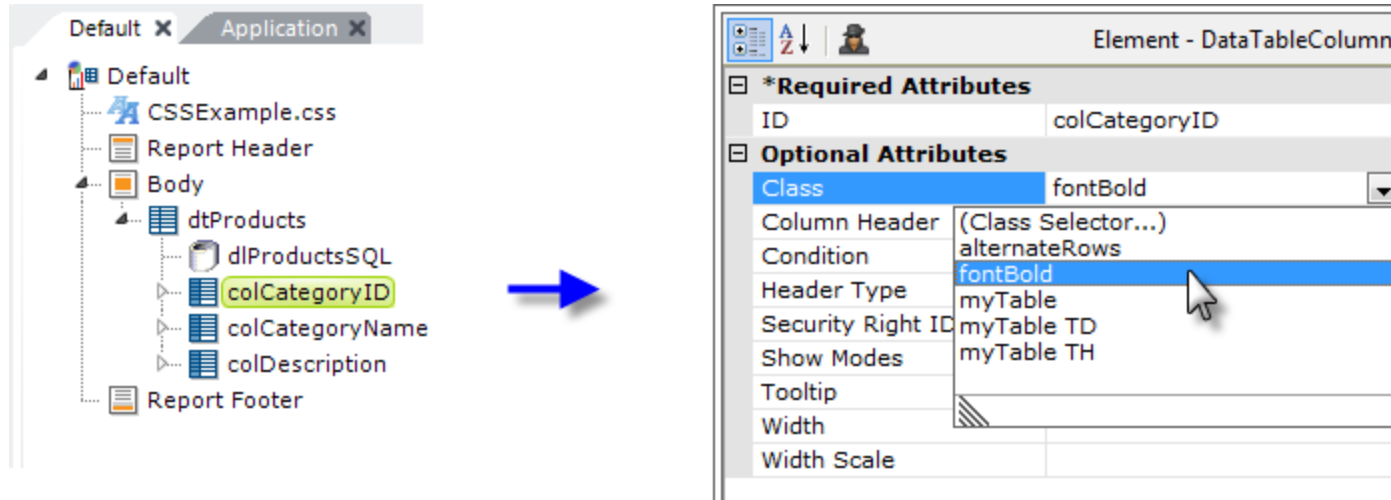 Default
Application
Default
CSSExample.css
Report Header
Body
dtProducts
dlProductsSQL
colCategoryID
colCategoryName
colDescription
Report Footer
A
Z
Element - DataTableColumn
*Required Attributes
ID colCategoryID
Optional Attributes
Class fontBold
Column Header
Condition
Header Type
Security Right ID
Show Modes
Tooltip
Width
Width Scale
(Class Selector...)
alternateRows
fontBold
myTable
myTable TD
myTable TH